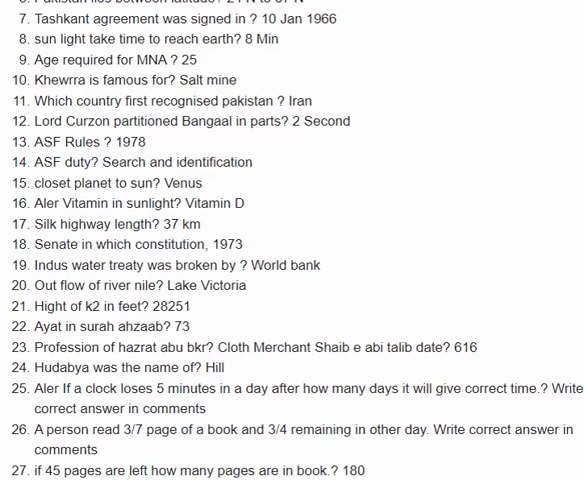 6. Pakistan lies between latitude? 24 N to 37 N
7. Tashkant agreement was signed in ? 10 Jan 1966
8. sun light take time to reach earth? 8 Min
9. Age required for MNA ? 25
10. Khewrra is famous for? Salt mine
11. Which country first recognised pakistan ? Iran
12. Lord Curzon partitioned Bangaal in parts? 2 Second
13. ASF Rules ? 1978
14. ASF duty? Search and identification
15. closet planet to sun? Venus
16. Aler Vitamin in sunlight? Vitamin D
17. Silk highway length? 37 km
18. Senate in which constitution, 1973
19. Indus water treaty was broken by ? World bank
20. Out flow of river nile? Lake Victoria
21. Hight of k2 in feet? 28251
22. Ayat in surah ahzaab? 73
23. Profession of hazrat abu bkr? Cloth Merchant Shaib e abi talib date? 616
24. Hudabya was the name of? Hill
25. Aler If a clock loses 5 minutes in a day after how many days it will give correct time.? Write
correct answer in comments
26. A person read 3/7 page of a book and 3/4 remaining in other day. Write correct answer in
comments
27. if 45 pages are left how many pages are in book.? 180